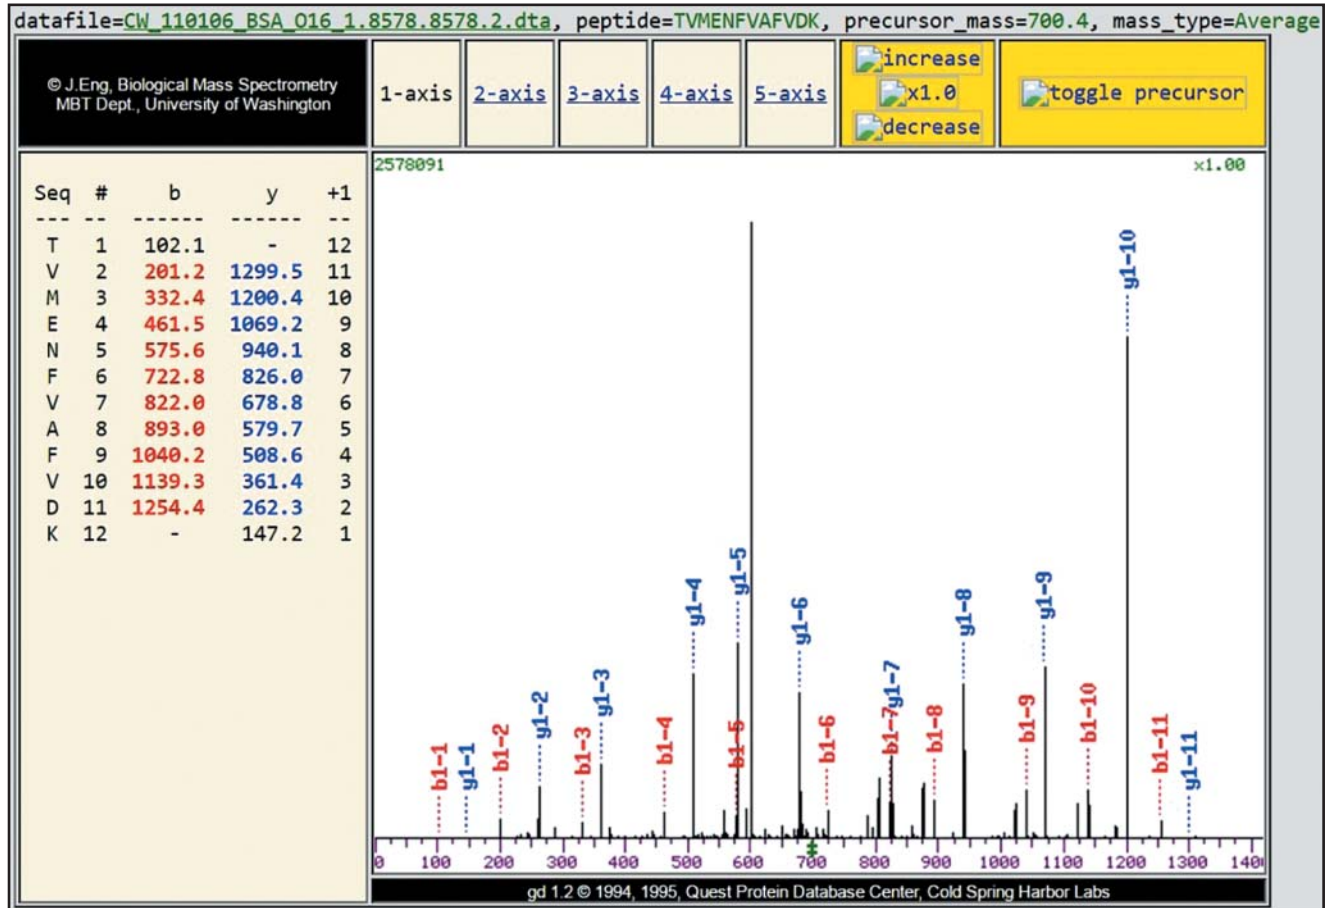 datafile=CW_110106_BSA_O16_1.8578.8578.2.dta, peptide=TVMENFVAFVDK, precursor_mass=700.4, mass_type=Average
© J.Eng, Biological Mass Spectrometry
MBT Dept., University of Washington
1-axis 2-axis 3-axis 4-axis 5-axis
increase
x1.0
decrease
toggle precursor
Seq # b y +1
--- -- ------ ------ --
T 1 102.1 - 12
V 2 201.2 1299.5 11
M 3 332.4 1200.4 10
E 4 461.5 1069.2 9
N 5 575.6 940.1 8
F 6 722.8 826.0 7
V 7 822.0 678.8 6
A 8 893.0 579.7 5
F 9 1040.2 508.6 4
V 10 1139.3 361.4 3
D 11 1254.4 262.3 2
K 12 - 147.2 1
2578091 x1.00
b1-1
y1-1
b1-2
y1-2
b1-3
y1-3
b1-4
y1-4
b1-5
y1-5
y1-6
b1-6
b1-7
y1-7
b1-8
y1-8
b1-9
y1-9
b1-10
y1-10
b1-11
y1-11
0 100 200 300 400 500 600 700 800 900 1000 1100 1200 1300 140
gd 1.2 © 1994, 1995, Quest Protein Database Center, Cold Spring Harbor Labs